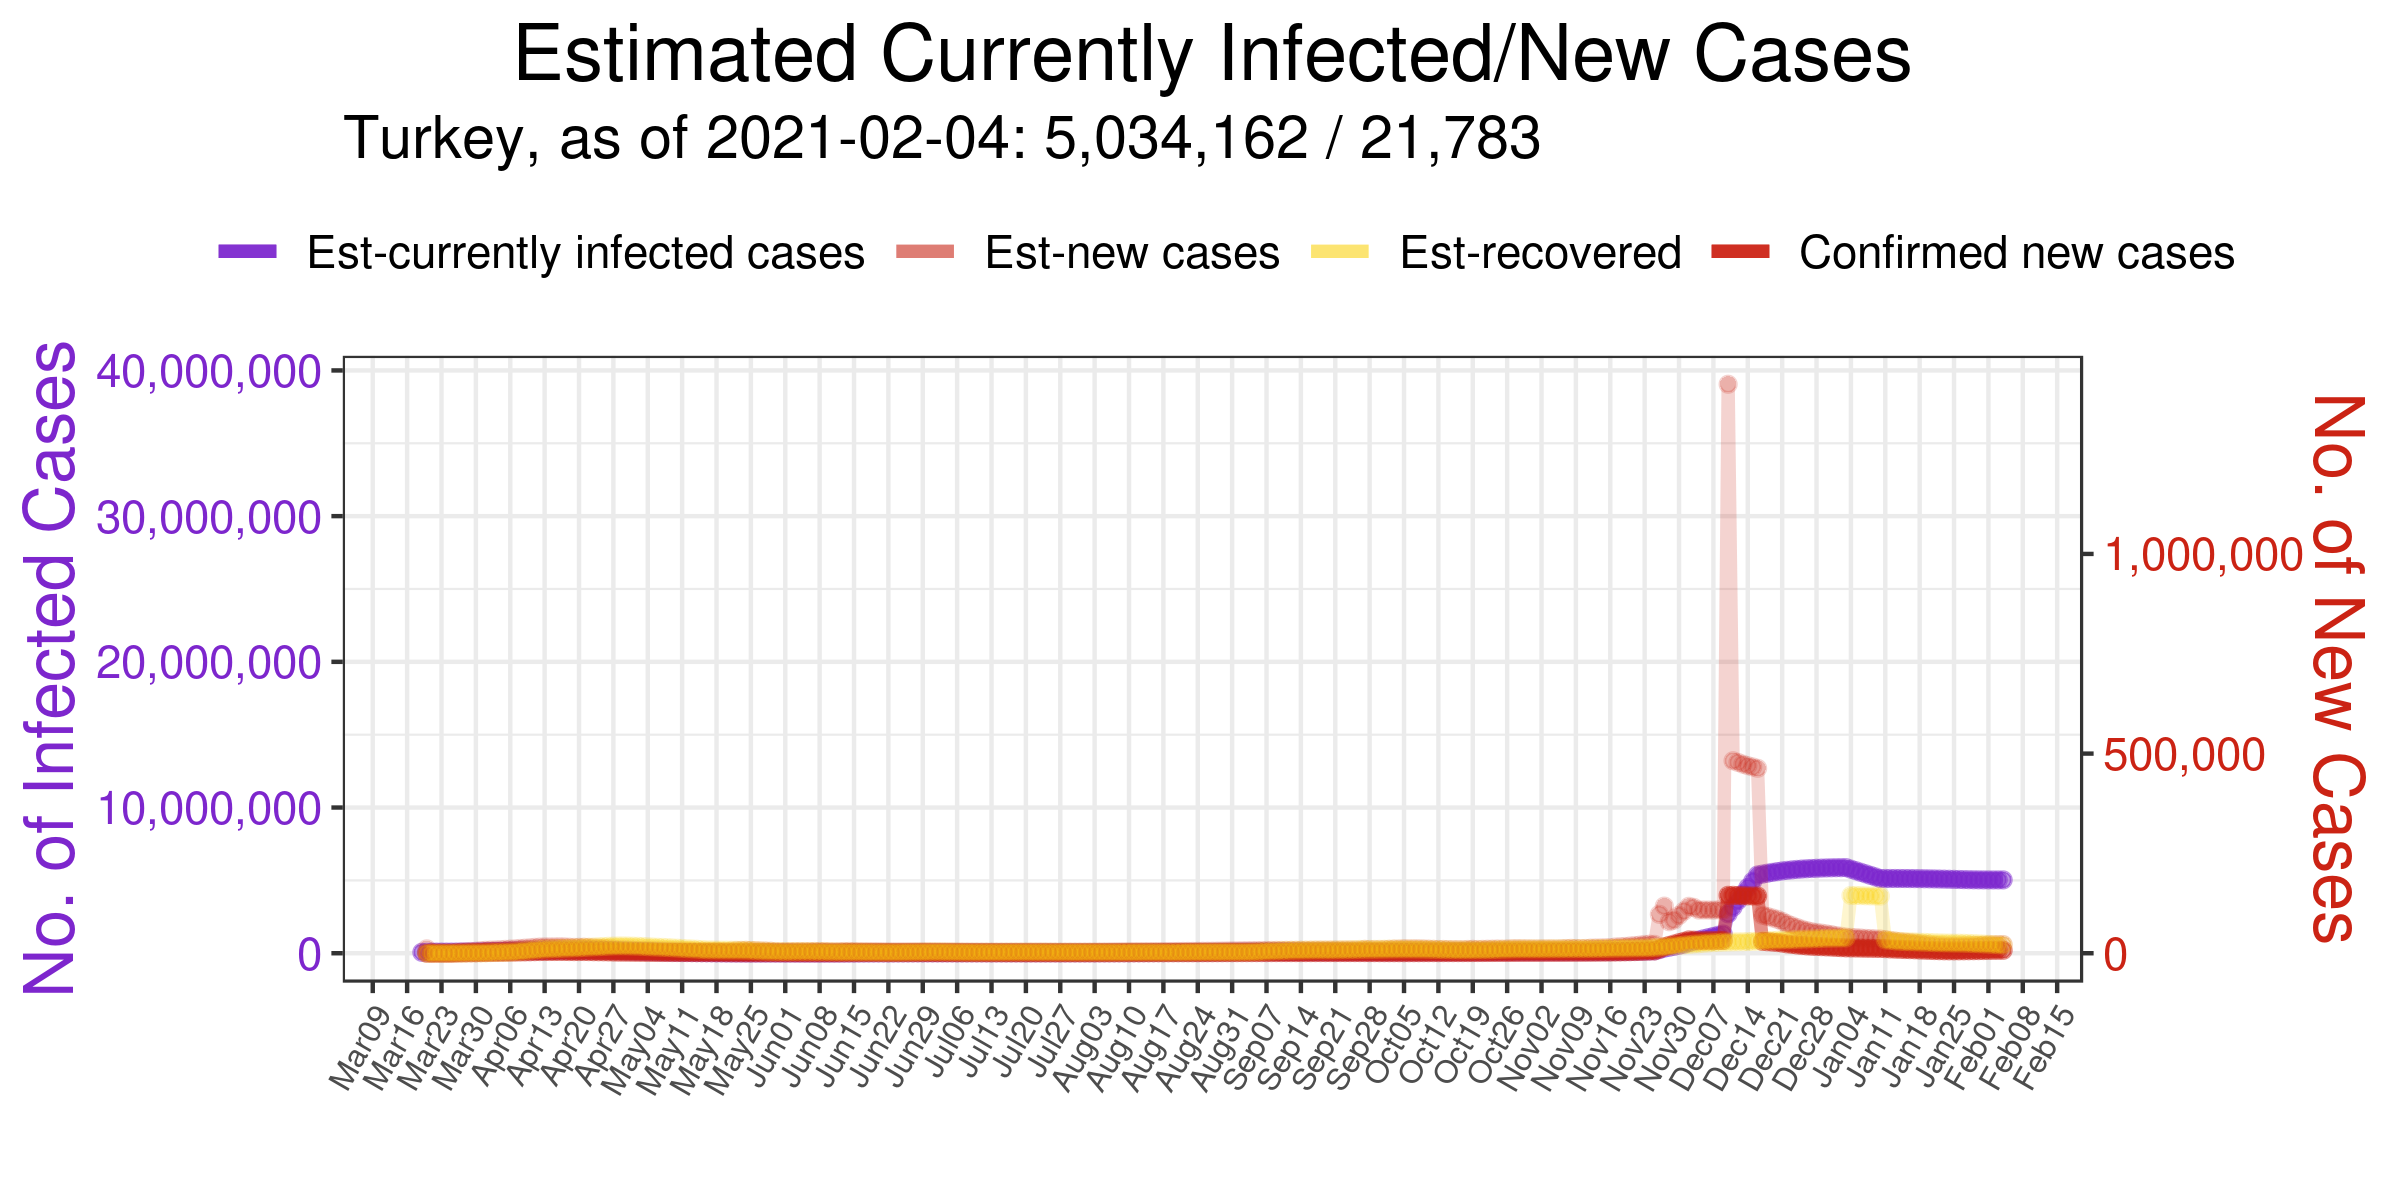 Estimated Currently Infected/New Cases
Turkey, as of 2021-02-04: 5,034,162 / 21,783
Est-currently infected cases Est-new cases Est-recovered Confirmed new cases
No. of Infected Cases
40,000,000
30,000,000
20,000,000
10,000,000
0
1,000,000
500,000
0
No. of New Cases
Mar09 Mar16 Mar23 Mar30 Apr06 Apr13 Apr20 Apr27 May04 May11 May18 May25 Jun01 Jun08 Jun15 Jun22 Jun29 Jul06 Jul13 Jul20 Jul27 Aug03 Aug10 Aug17 Aug24 Aug31 Sep07 Sep14 Sep21 Sep28 Oct05 Oct12 Oct19 Oct26 Nov02 Nov09 Nov16 Nov23 Nov30 Dec07 Dec14 Dec21 Dec28 Jan04 Jan11 Jan18 Jan25 Feb01 Feb08 Feb15